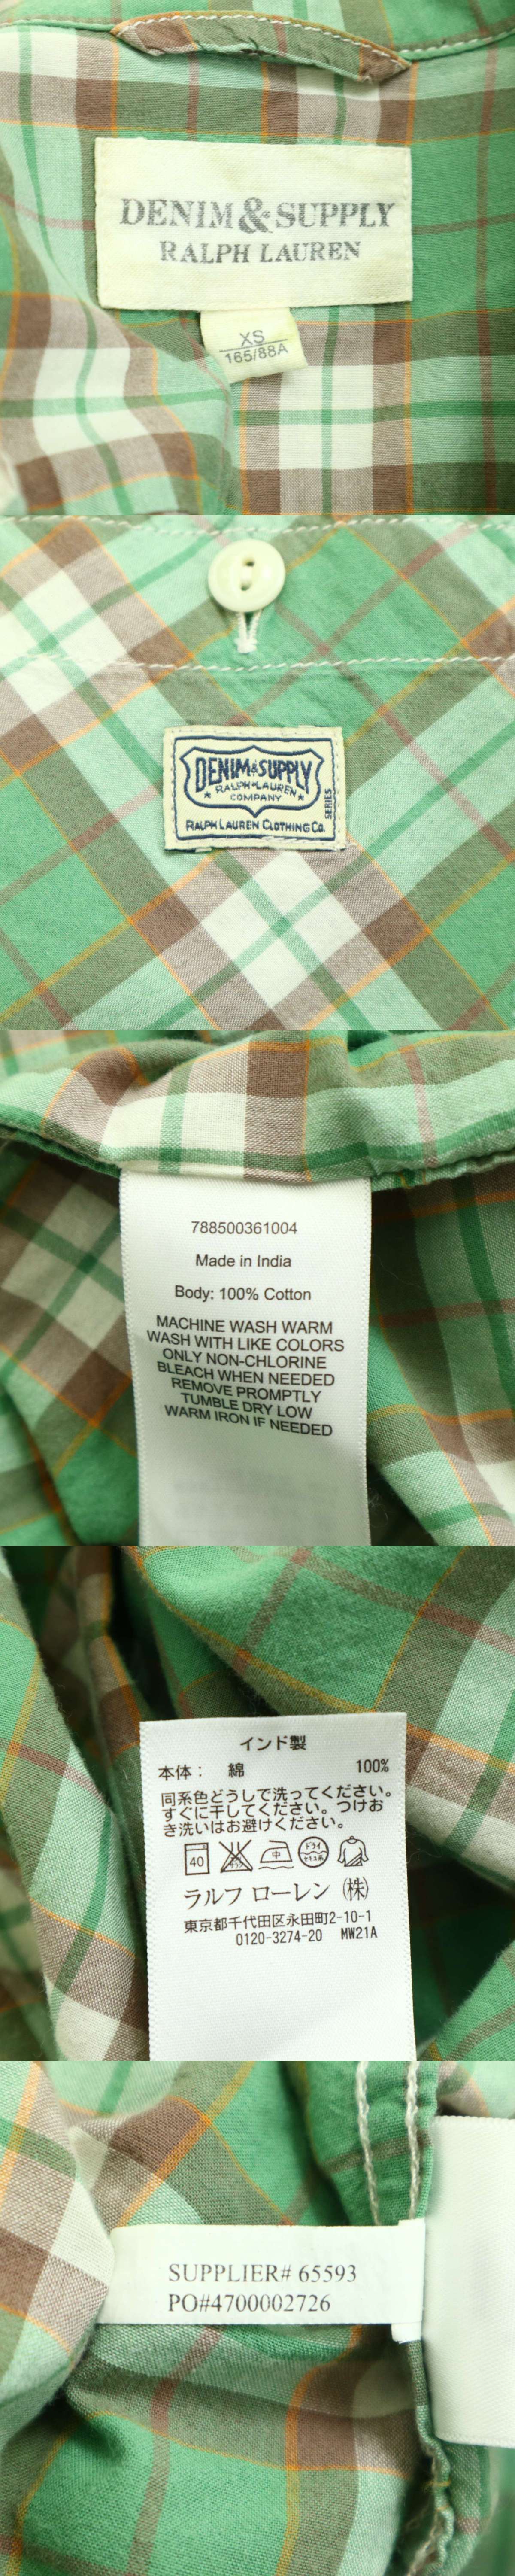 DENIM&SUPPLY
RALPH LAUREN
XS
165/88A
DENIM&SUPPLY
RALPH LAUREN
COMPANY
SERIES
RALPH LAUREN CLOTHING Co.
788500361004
Made in India
Body: 100% Cotton
MACHINE WASH WARM
WASH WITH LIKE COLORS
ONLY NON-CHLORINE
BLEACH WHEN NEEDED
REMOVE PROMPTLY
TUMBLE DRY LOW
WARM IRON IF NEEDED
インド製
本体： 綿 100%
同系色どうしで洗ってください。
すぐに干してください。つけお
き洗いはお避けください。
40 中 ドライ
ラルフ ローレン（株）
東京都千代田区永田町2-10-1
0120-3274-20 MW21A
SUPPLIER# 65593
PO#4700002726